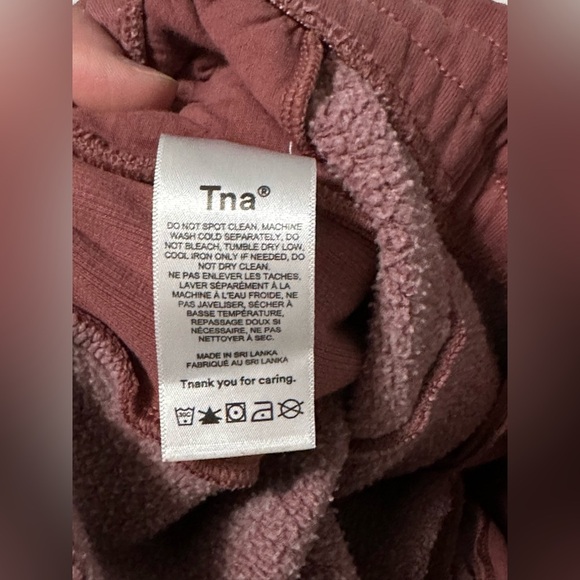 Tna®
DO NOT SPOT CLEAN, MACHINE
WASH COLD SEPARATELY, DO
NOT BLEACH, TUMBLE DRY LOW,
COOL IRON ONLY IF NEEDED, DO
NOT DRY CLEAN.
NE PAS ENLEVER LES TACHES,
LAVER SÉPARÉMENT À LA
MACHINE À L'EAU FROIDE, NE
PAS JAVELISER, SÉCHER À
BASSE TEMPÉRATURE,
REPASSAGE DOUX SI
NÉCESSAIRE, NE PAS
NETTOYER À SEC.
MADE IN SRI LANKA
FABRIQUÉ AU SRI LANKA
Tnank you for caring.
30C